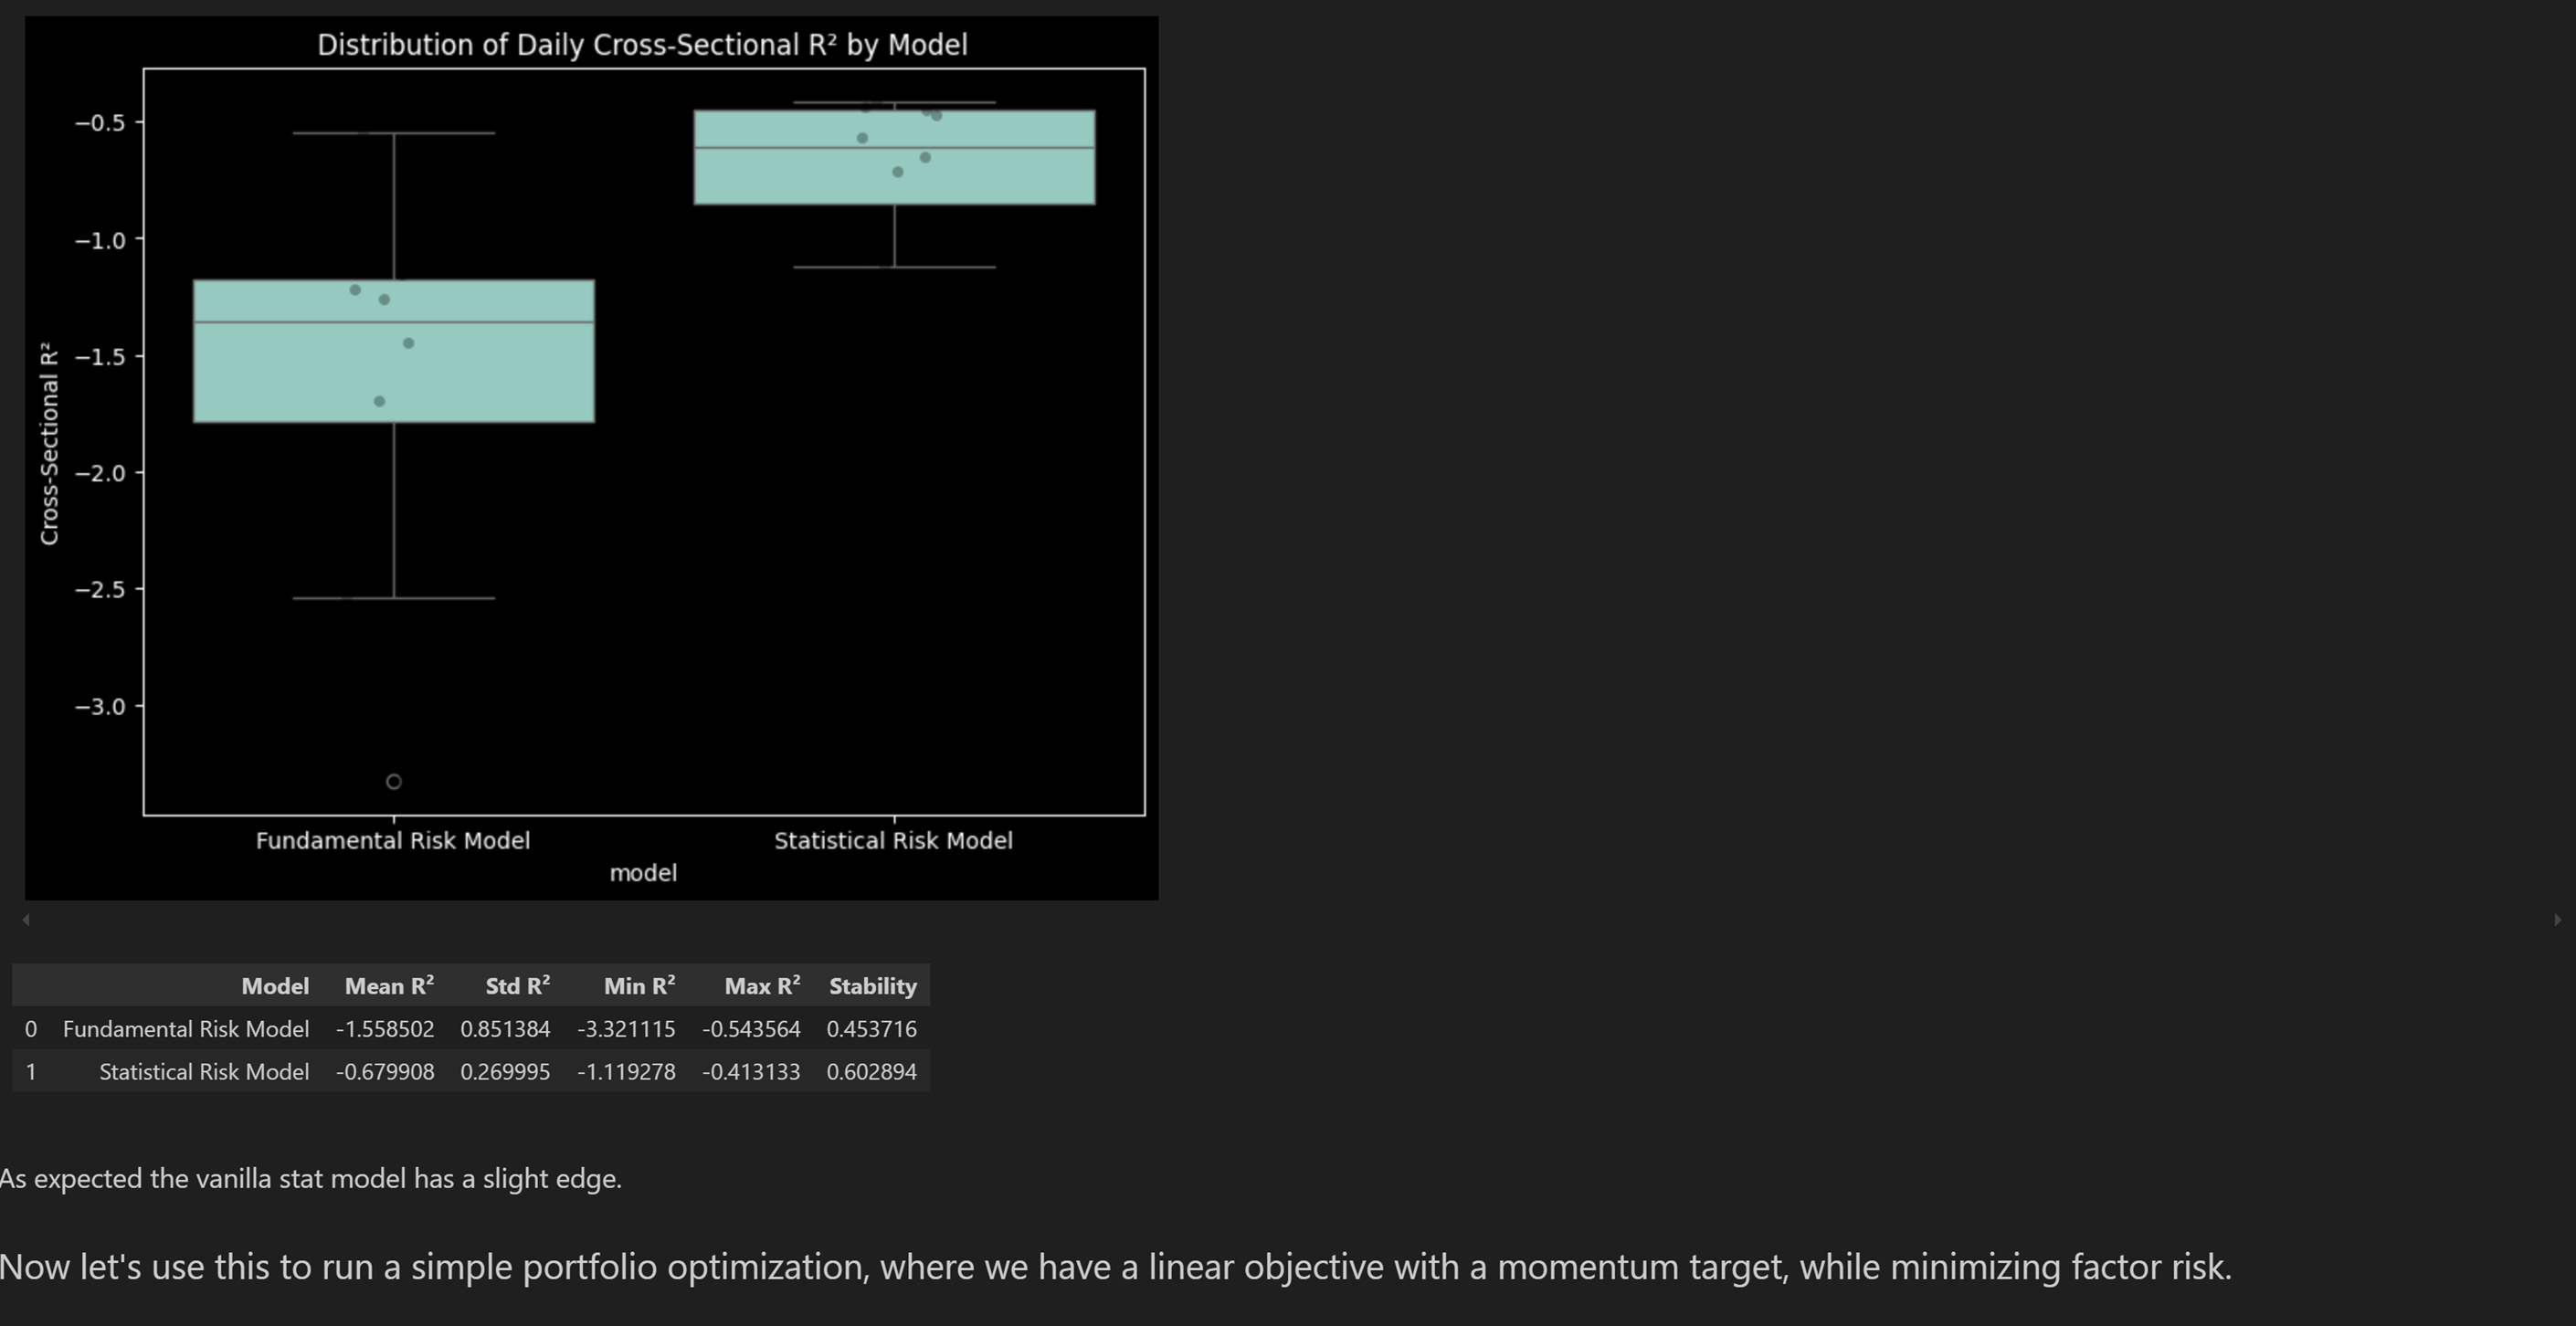 Distribution of Daily Cross-Sectional R² by Model
Cross-Sectional R²
−0.5
−1.0
−1.5
−2.0
−2.5
−3.0
Fundamental Risk Model Statistical Risk Model
model
Model Mean R² Std R² Min R² Max R² Stability
0 Fundamental Risk Model -1.558502 0.851384 -3.321115 -0.543564 0.453716
1 Statistical Risk Model -0.679908 0.269995 -1.119278 -0.413133 0.602894
As expected the vanilla stat model has a slight edge.
Now let's use this to run a simple portfolio optimization, where we have a linear objective with a momentum target, while minimizing factor risk.